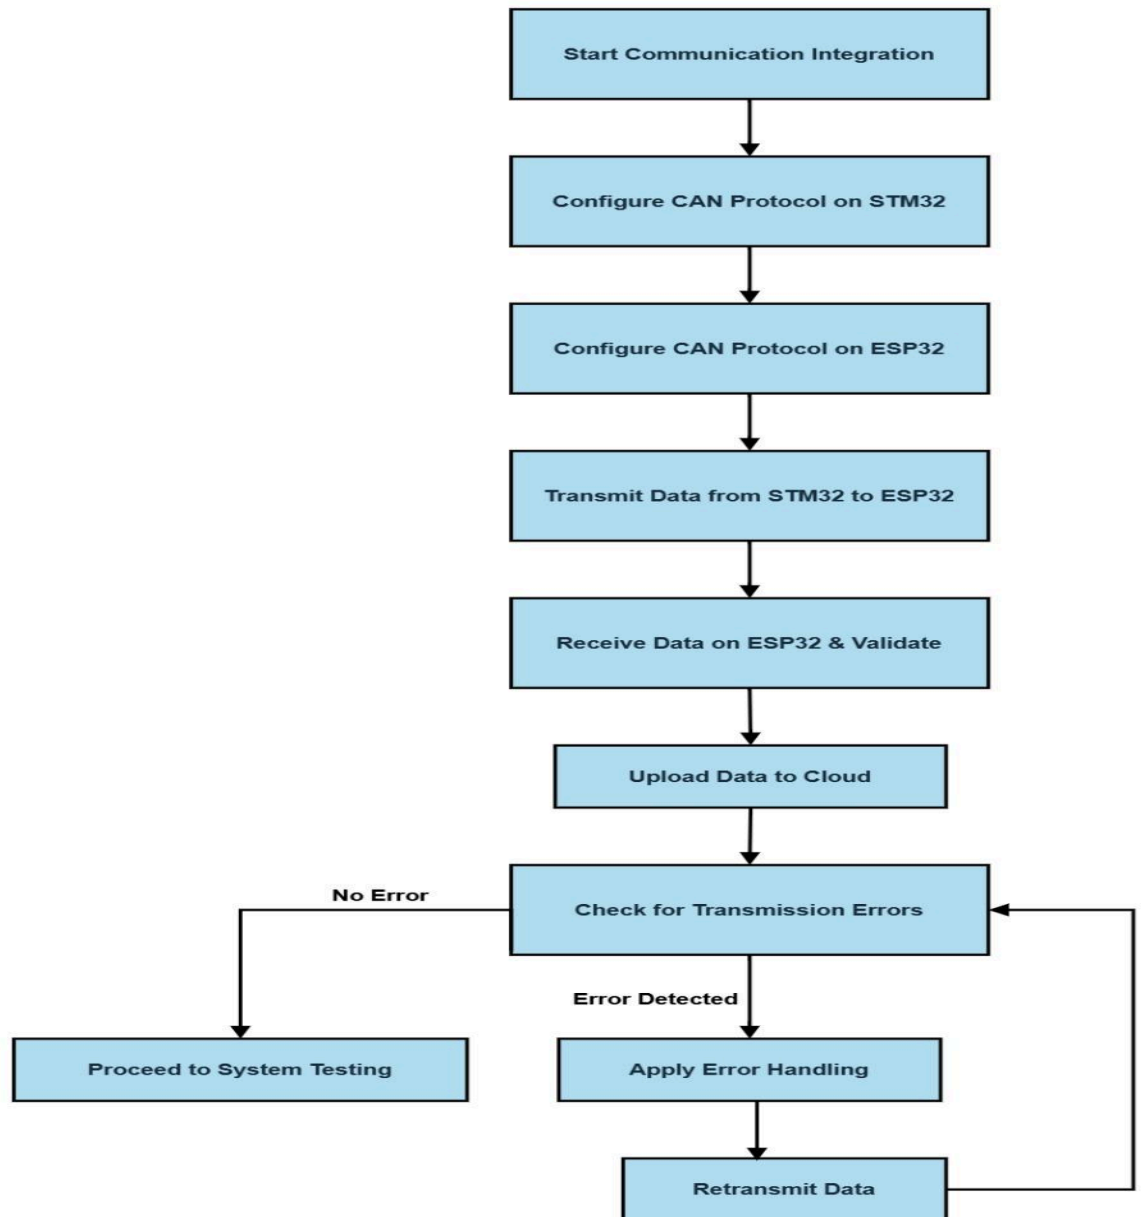 Start Communication Integration
Configure CAN Protocol on STM32
Configure CAN Protocol on ESP32
Transmit Data from STM32 to ESP32
Receive Data on ESP32 & Validate
Upload Data to Cloud
No Error
Check for Transmission Errors
Error Detected
Proceed to System Testing
Apply Error Handling
Retransmit Data